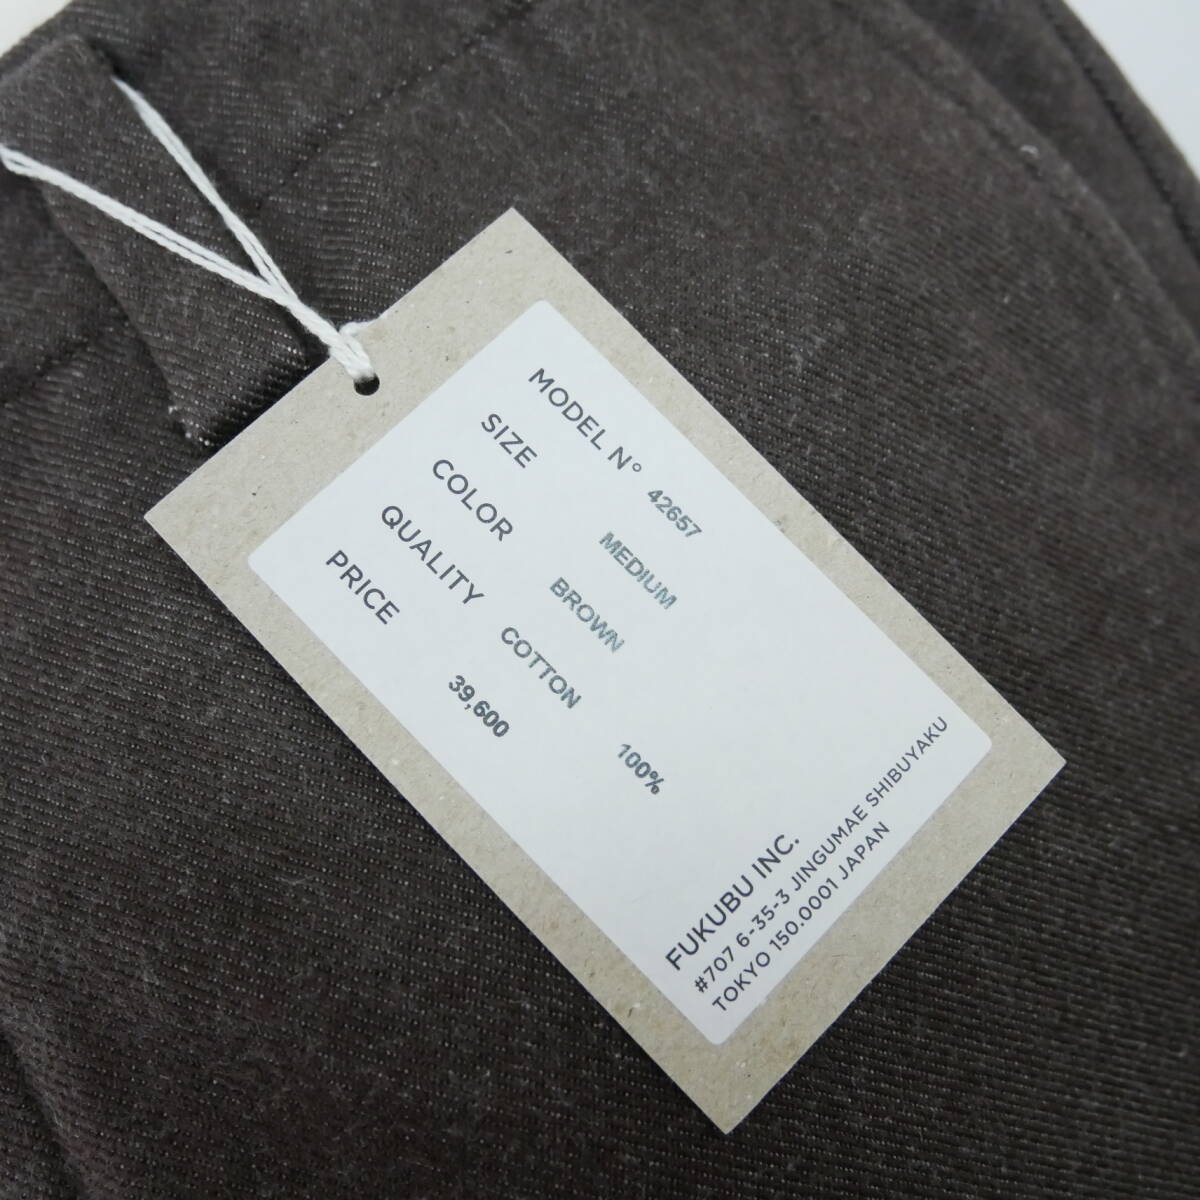 MODEL N° 42657
SIZE MEDIUM
COLOR BROWN
QUALITY COTTON 100%
PRICE 39,600
FUKUBU INC.
#707 6-35-3 JINGUMAE SHIBUYAKU
TOKYO 150.0001 JAPAN